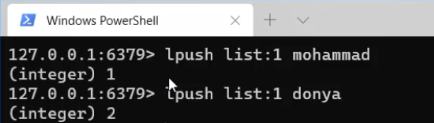 Windows PowerShell
127.0.0.1:6379> lpush list:1 mohammad
(integer) 1
127.0.0.1:6379> lpush list:1 donya
(integer) 2